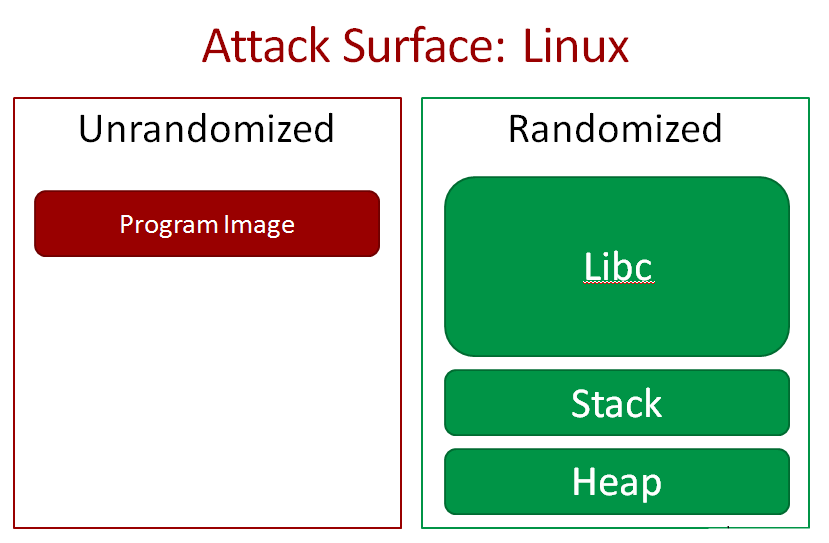 Attack Surface: Linux
Unrandomized
Program Image
Randomized
Libc
Stack
Heap